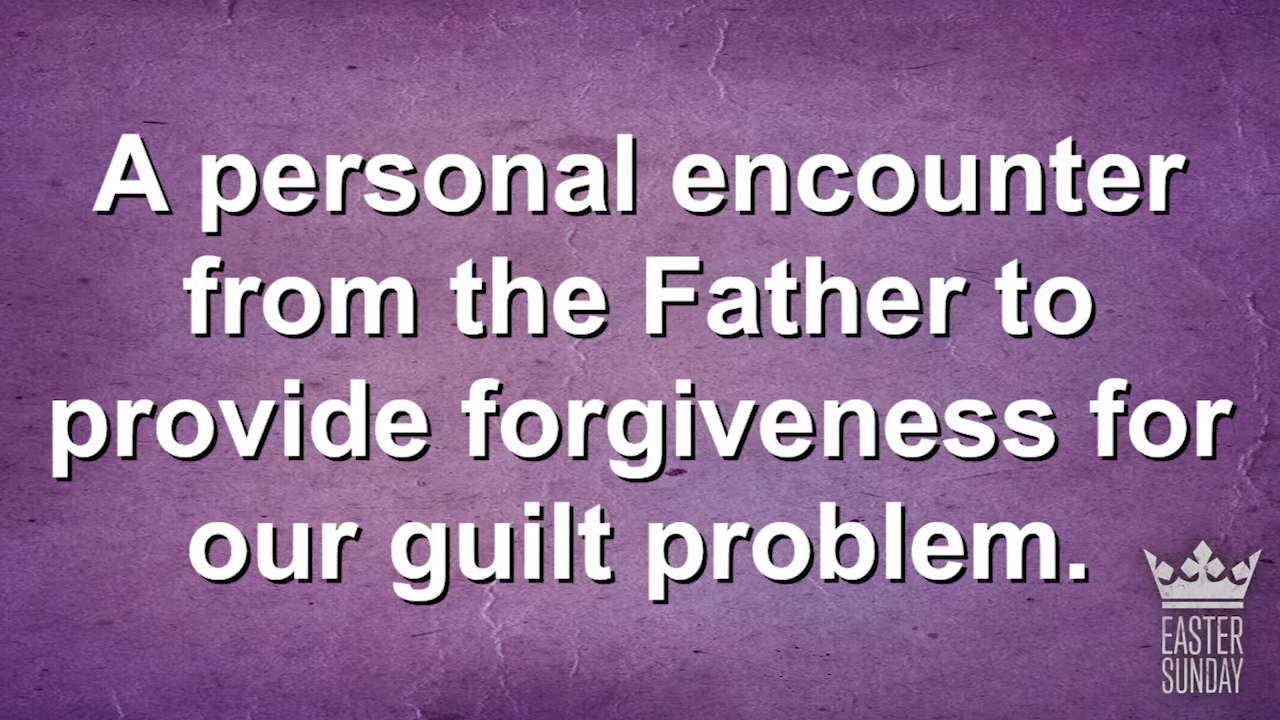 A personal encounter
from the Father to
provide forgiveness for
our guilt problem.
EASTER
SUNDAY